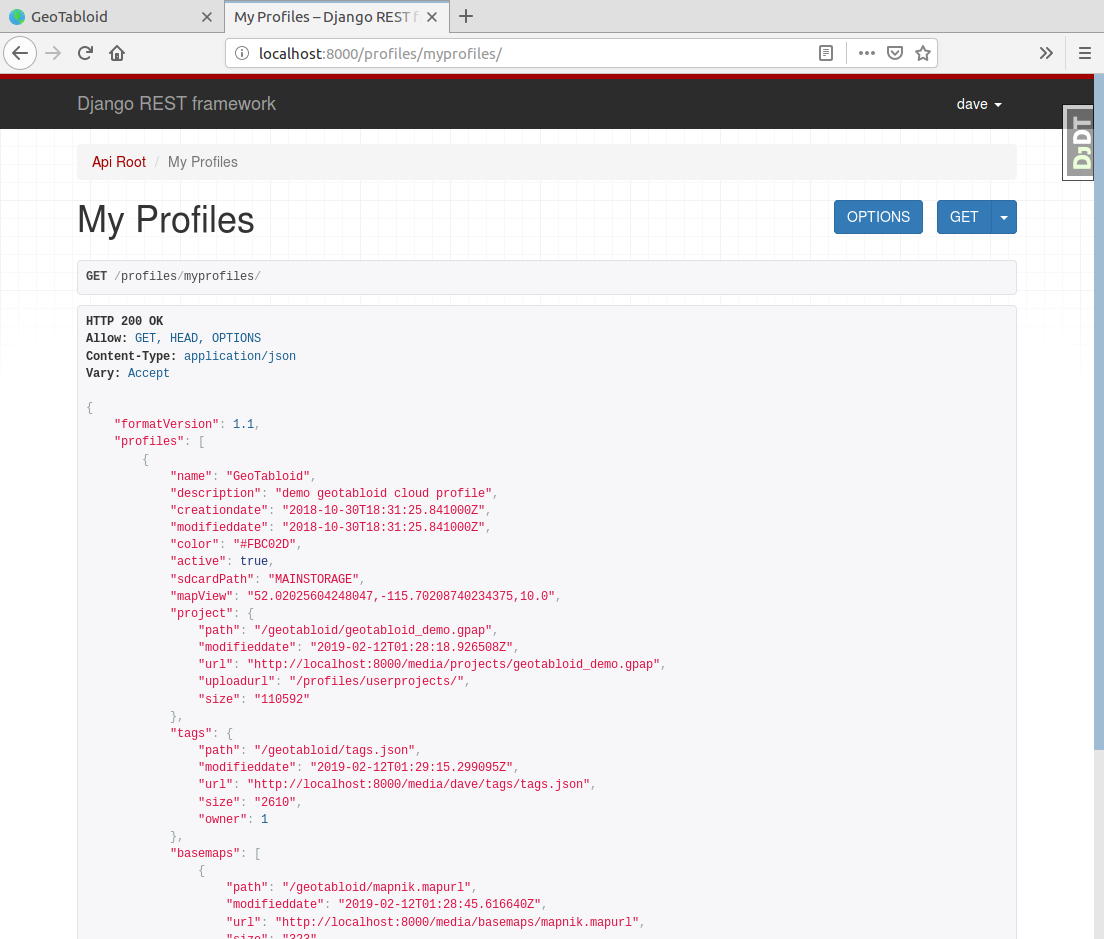 GeoTabloid
My Profiles – Django REST f
localhost:8000/profiles/myprofiles/
Django REST framework
dave
DjDT
Api Root / My Profiles
My Profiles
OPTIONS
GET
GET /profiles/myprofiles/
HTTP 200 OK
Allow: GET, HEAD, OPTIONS
Content-Type: application/json
Vary: Accept
{
    "formatVersion": 1.1,
    "profiles": [
        {
            "name": "GeoTabloid",
            "description": "demo geotabloid cloud profile",
            "creationdate": "2018-10-30T18:31:25.841000Z",
            "modifieddate": "2018-10-30T18:31:25.841000Z",
            "color": "#FBC02D",
            "active": true,
            "sdcardPath": "MAINSTORAGE",
            "mapView": "52.02025604248047,-115.70208740234375,10.0",
            "project": {
                "path": "/geotabloid/geotabloid_demo.gpap",
                "modifieddate": "2019-02-12T01:28:18.926508Z",
                "url": "http://localhost:8000/media/projects/geotabloid_demo.gpap",
                "uploadurl": "/profiles/userprojects/",
                "size": "110592"
            },
            "tags": {
                "path": "/geotabloid/tags.json",
                "modifieddate": "2019-02-12T01:29:15.299095Z",
                "url": "http://localhost:8000/media/dave/tags/tags.json",
                "size": "2610",
                "owner": 1
            },
            "basemaps": [
                {
                    "path": "/geotabloid/mapnik.mapurl",
                    "modifieddate": "2019-02-12T01:28:45.616640Z",
                    "url": "http://localhost:8000/media/basemaps/mapnik.mapurl",
                    "size": "323"